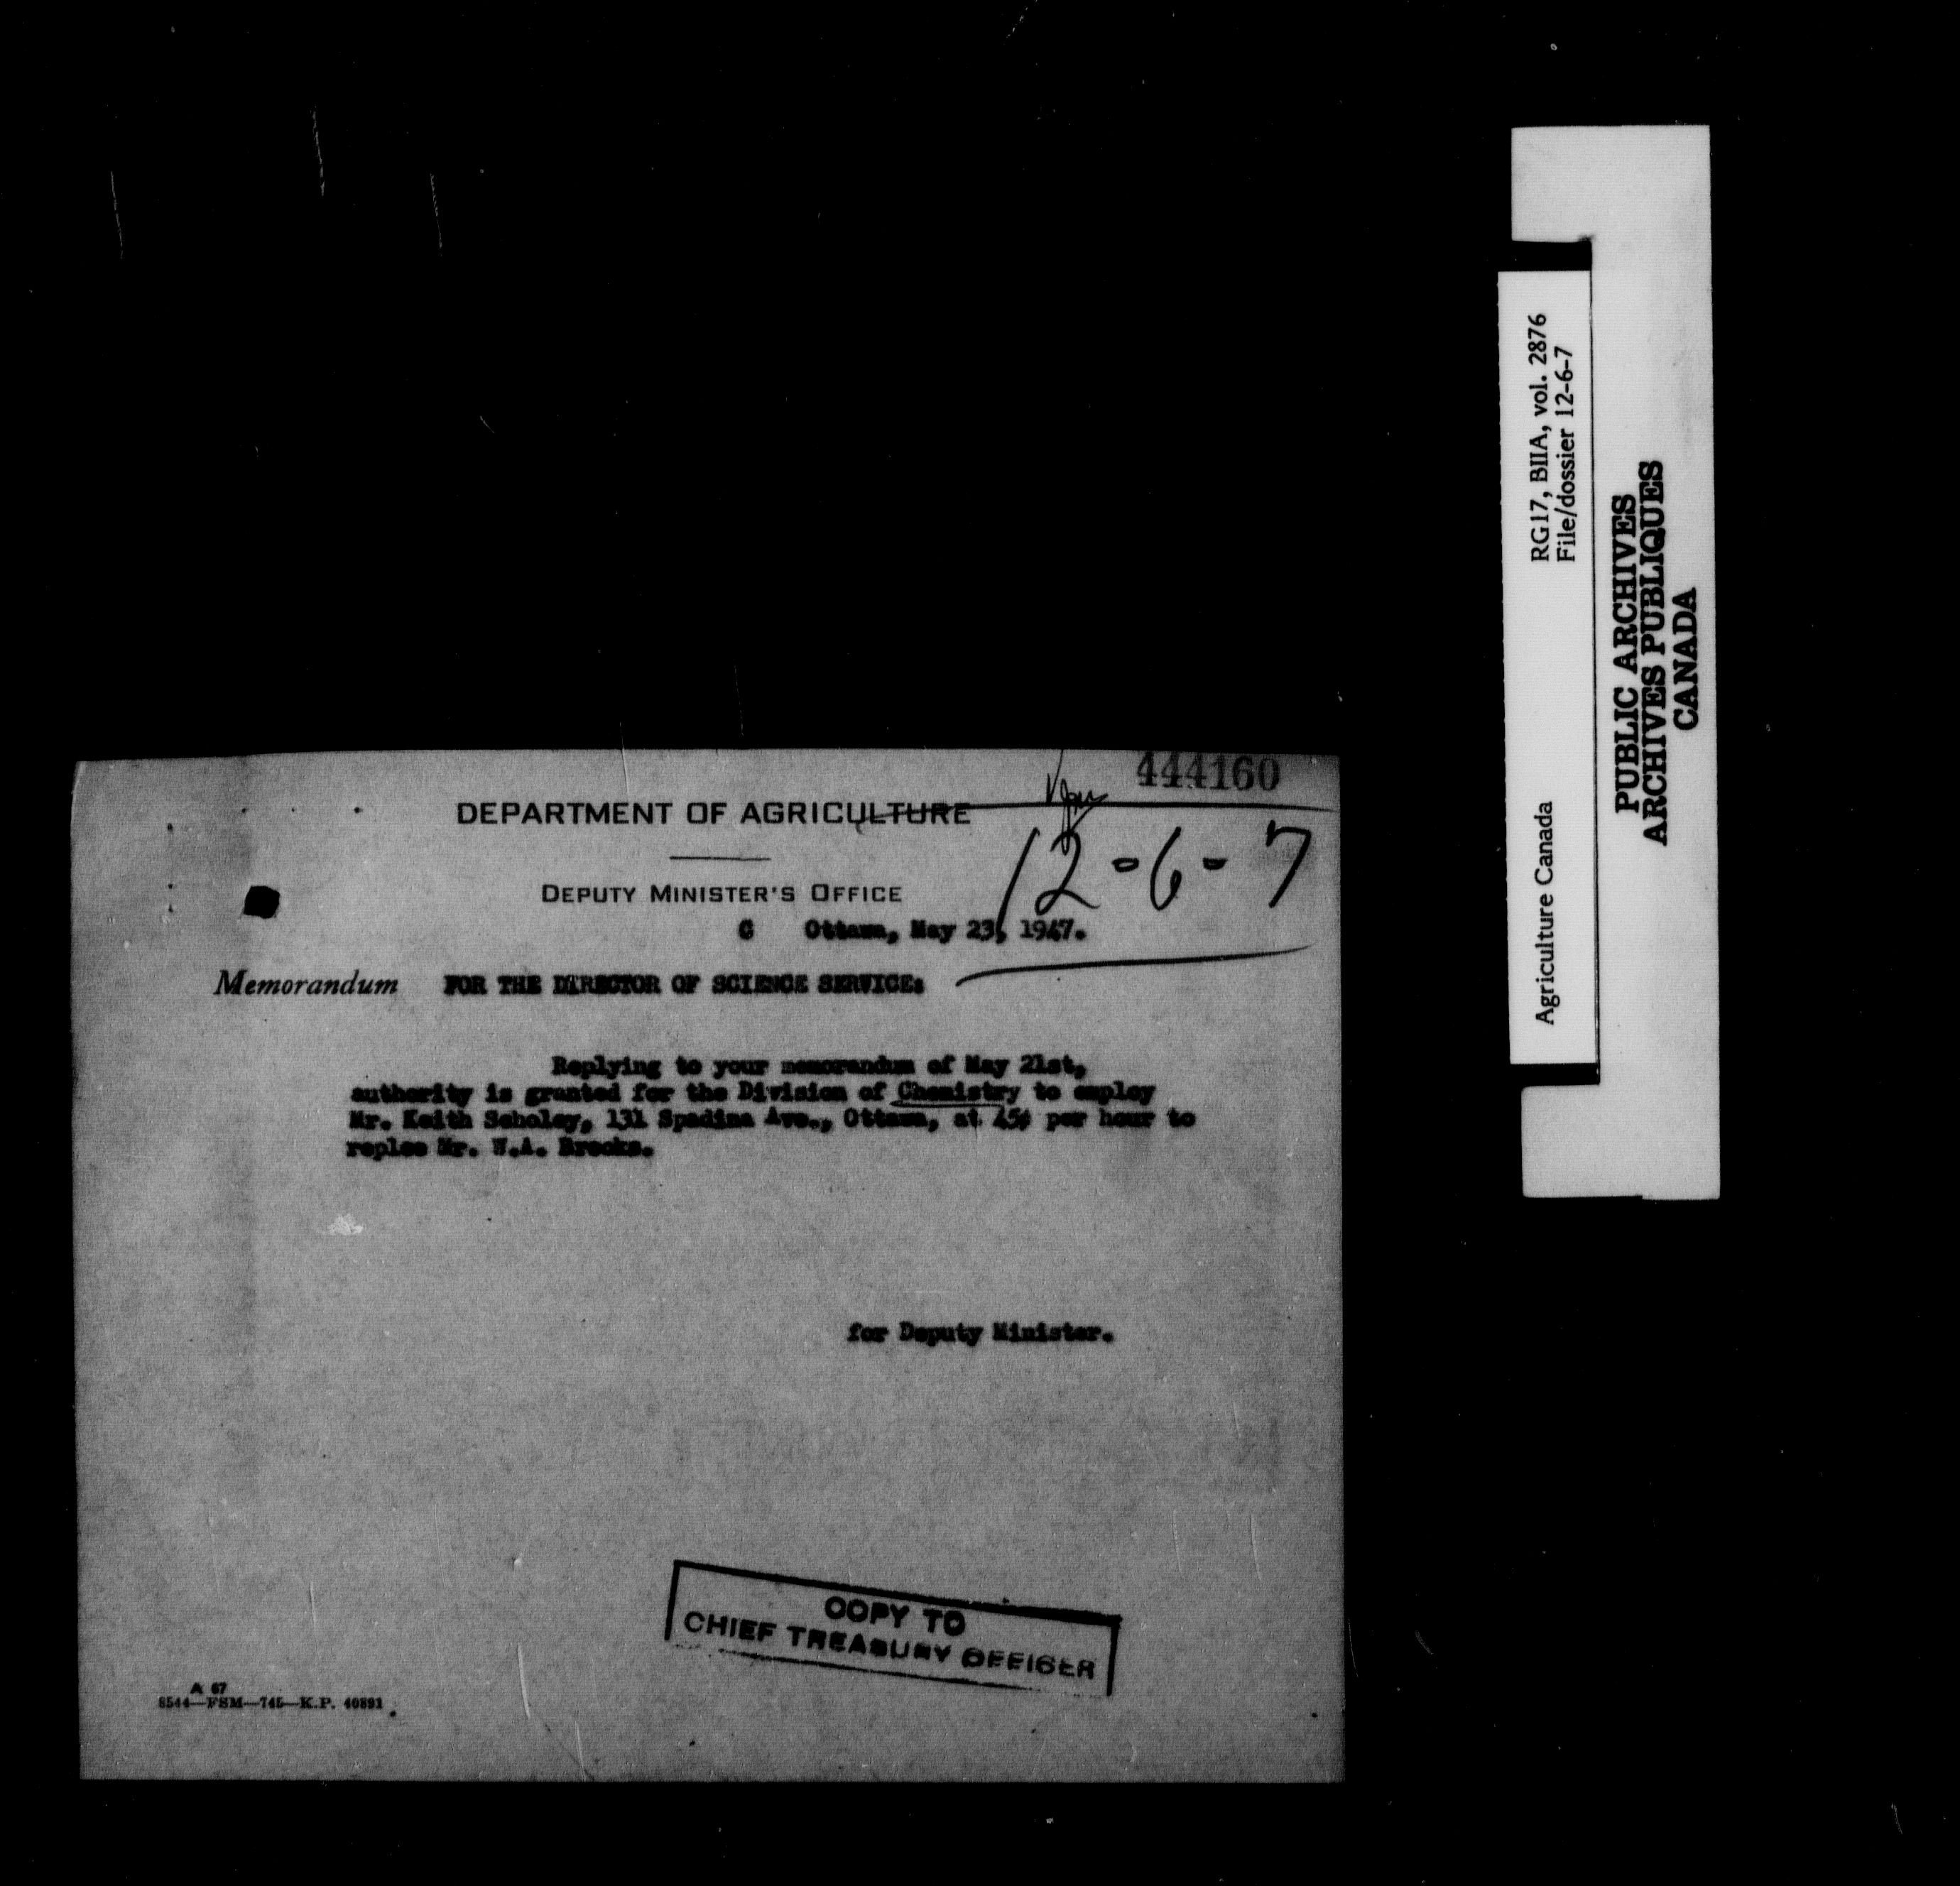 444160
DEPARTMENT OF AGRICULTURE
12-6-7
DEPUTY MINISTER'S OFFICE
C Ottawa, May 23, 1947.
Memorandum FOR THE DIRECTOR OF SCIENCE SERVICE:
Replying to your memorandum of May 21st,
authority is granted for the Division of Chemistry to employ
Mr. Keith Scholey, 131 Spadina Ave., Ottawa, at 45¢ per hour to
replae Mr. W.A. Brooks.
for Deputy Minister.
COPY TO
CHIEF TREASURY OFFICER
A 67
8544—FSM—745—K.P. 40891
Agriculture Canada RG17, BIIA, vol. 2876
File/dossier 12-6-7
PUBLIC ARCHIVES
ARCHIVES PUBLIQUES
CANADA